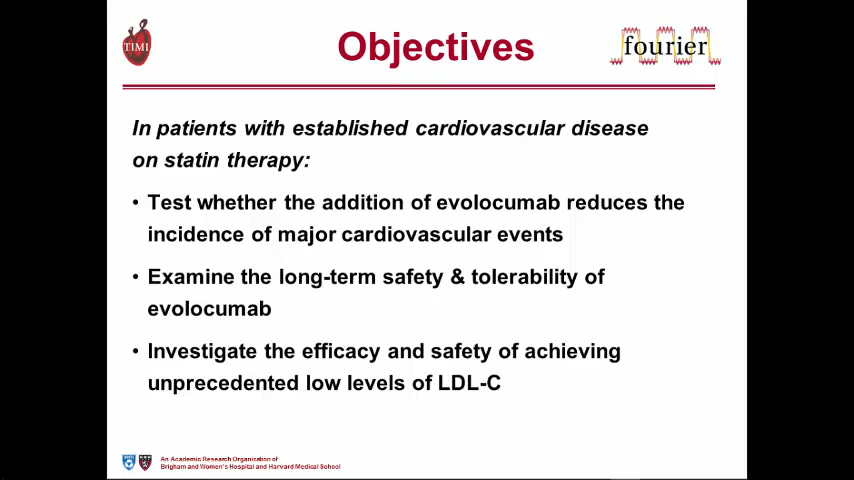 TIMI
Objectives
fourier
In patients with established cardiovascular disease
on statin therapy:
• Test whether the addition of evolocumab reduces the
incidence of major cardiovascular events
• Examine the long-term safety & tolerability of
evolocumab
• Investigate the efficacy and safety of achieving
unprecedented low levels of LDL-C
An Academic Research Organization of
Brigham and Women's Hospital and Harvard Medical School